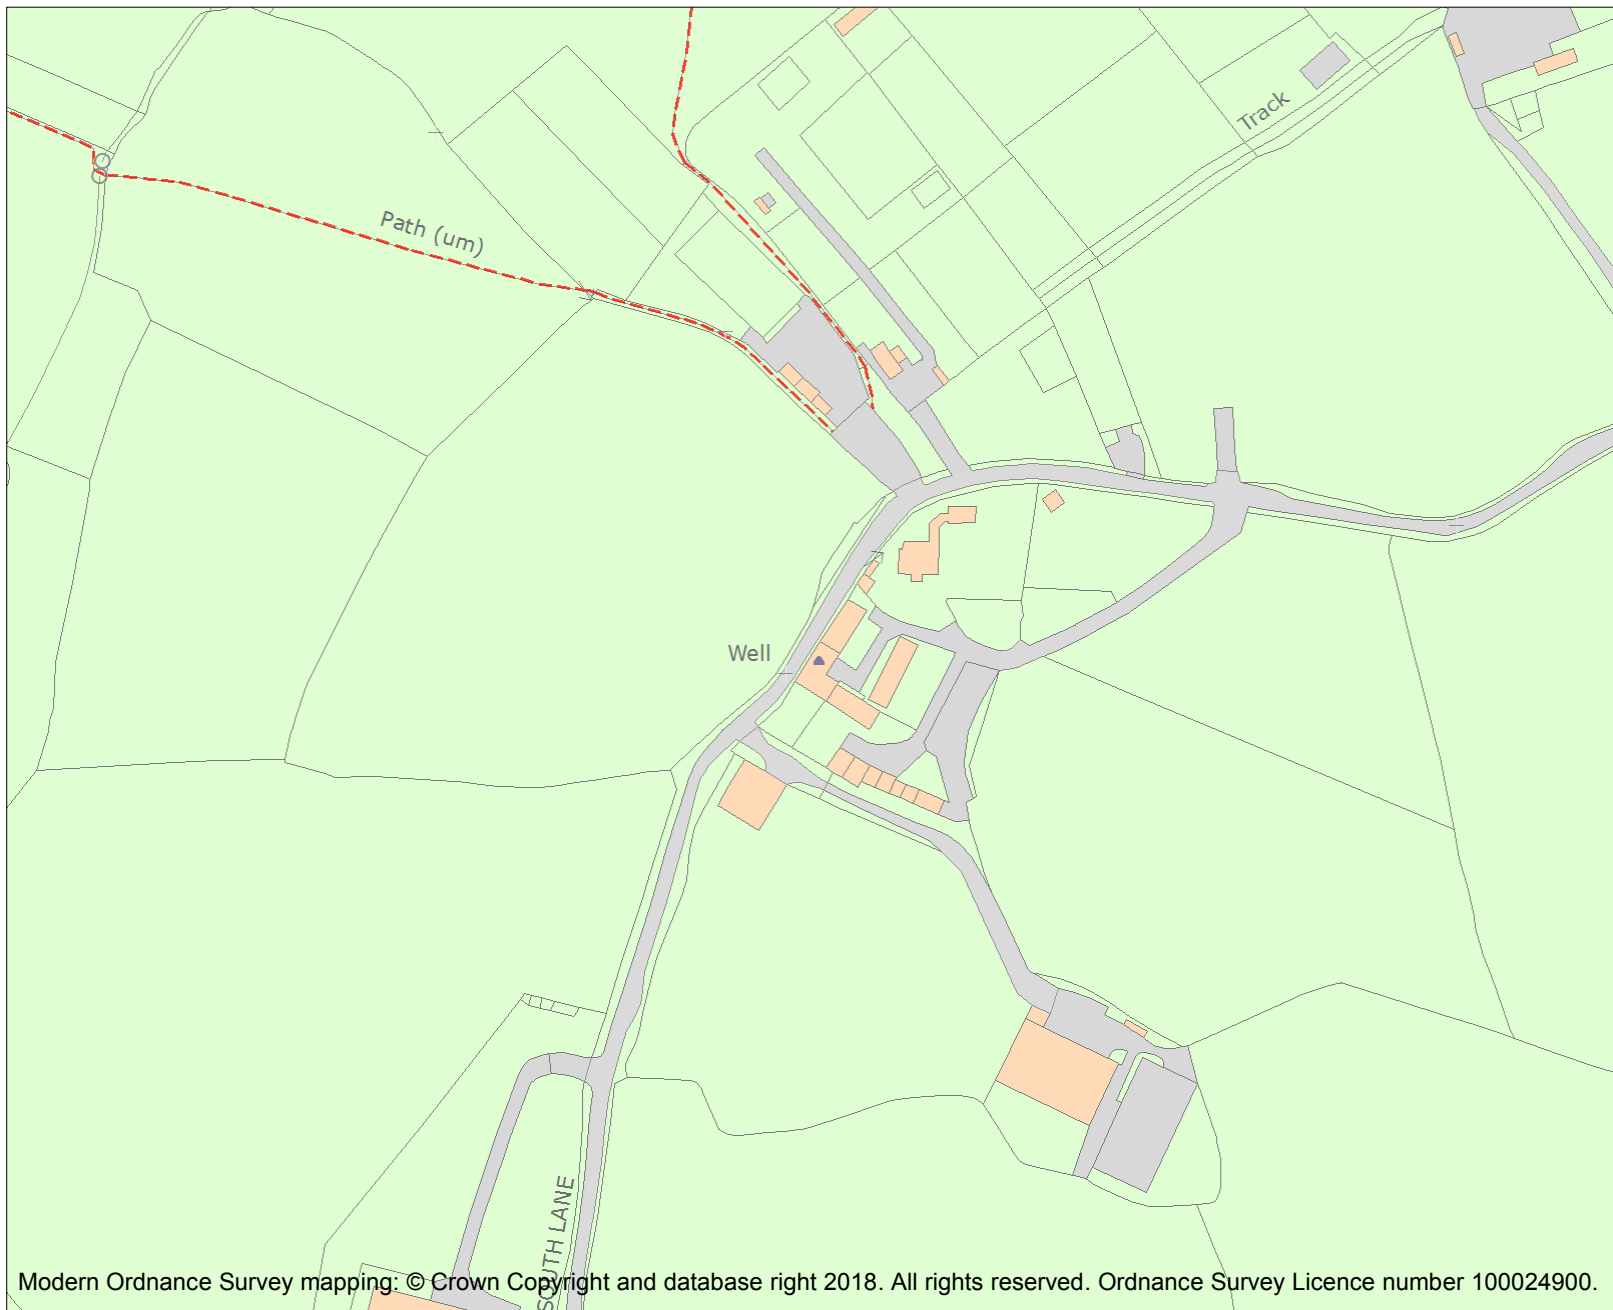 Track
Path (um)
Well
SOUTH LANE
Modern Ordnance Survey mapping: © Crown Copyright and database right 2018. All rights reserved. Ordnance Survey Licence number 100024900.